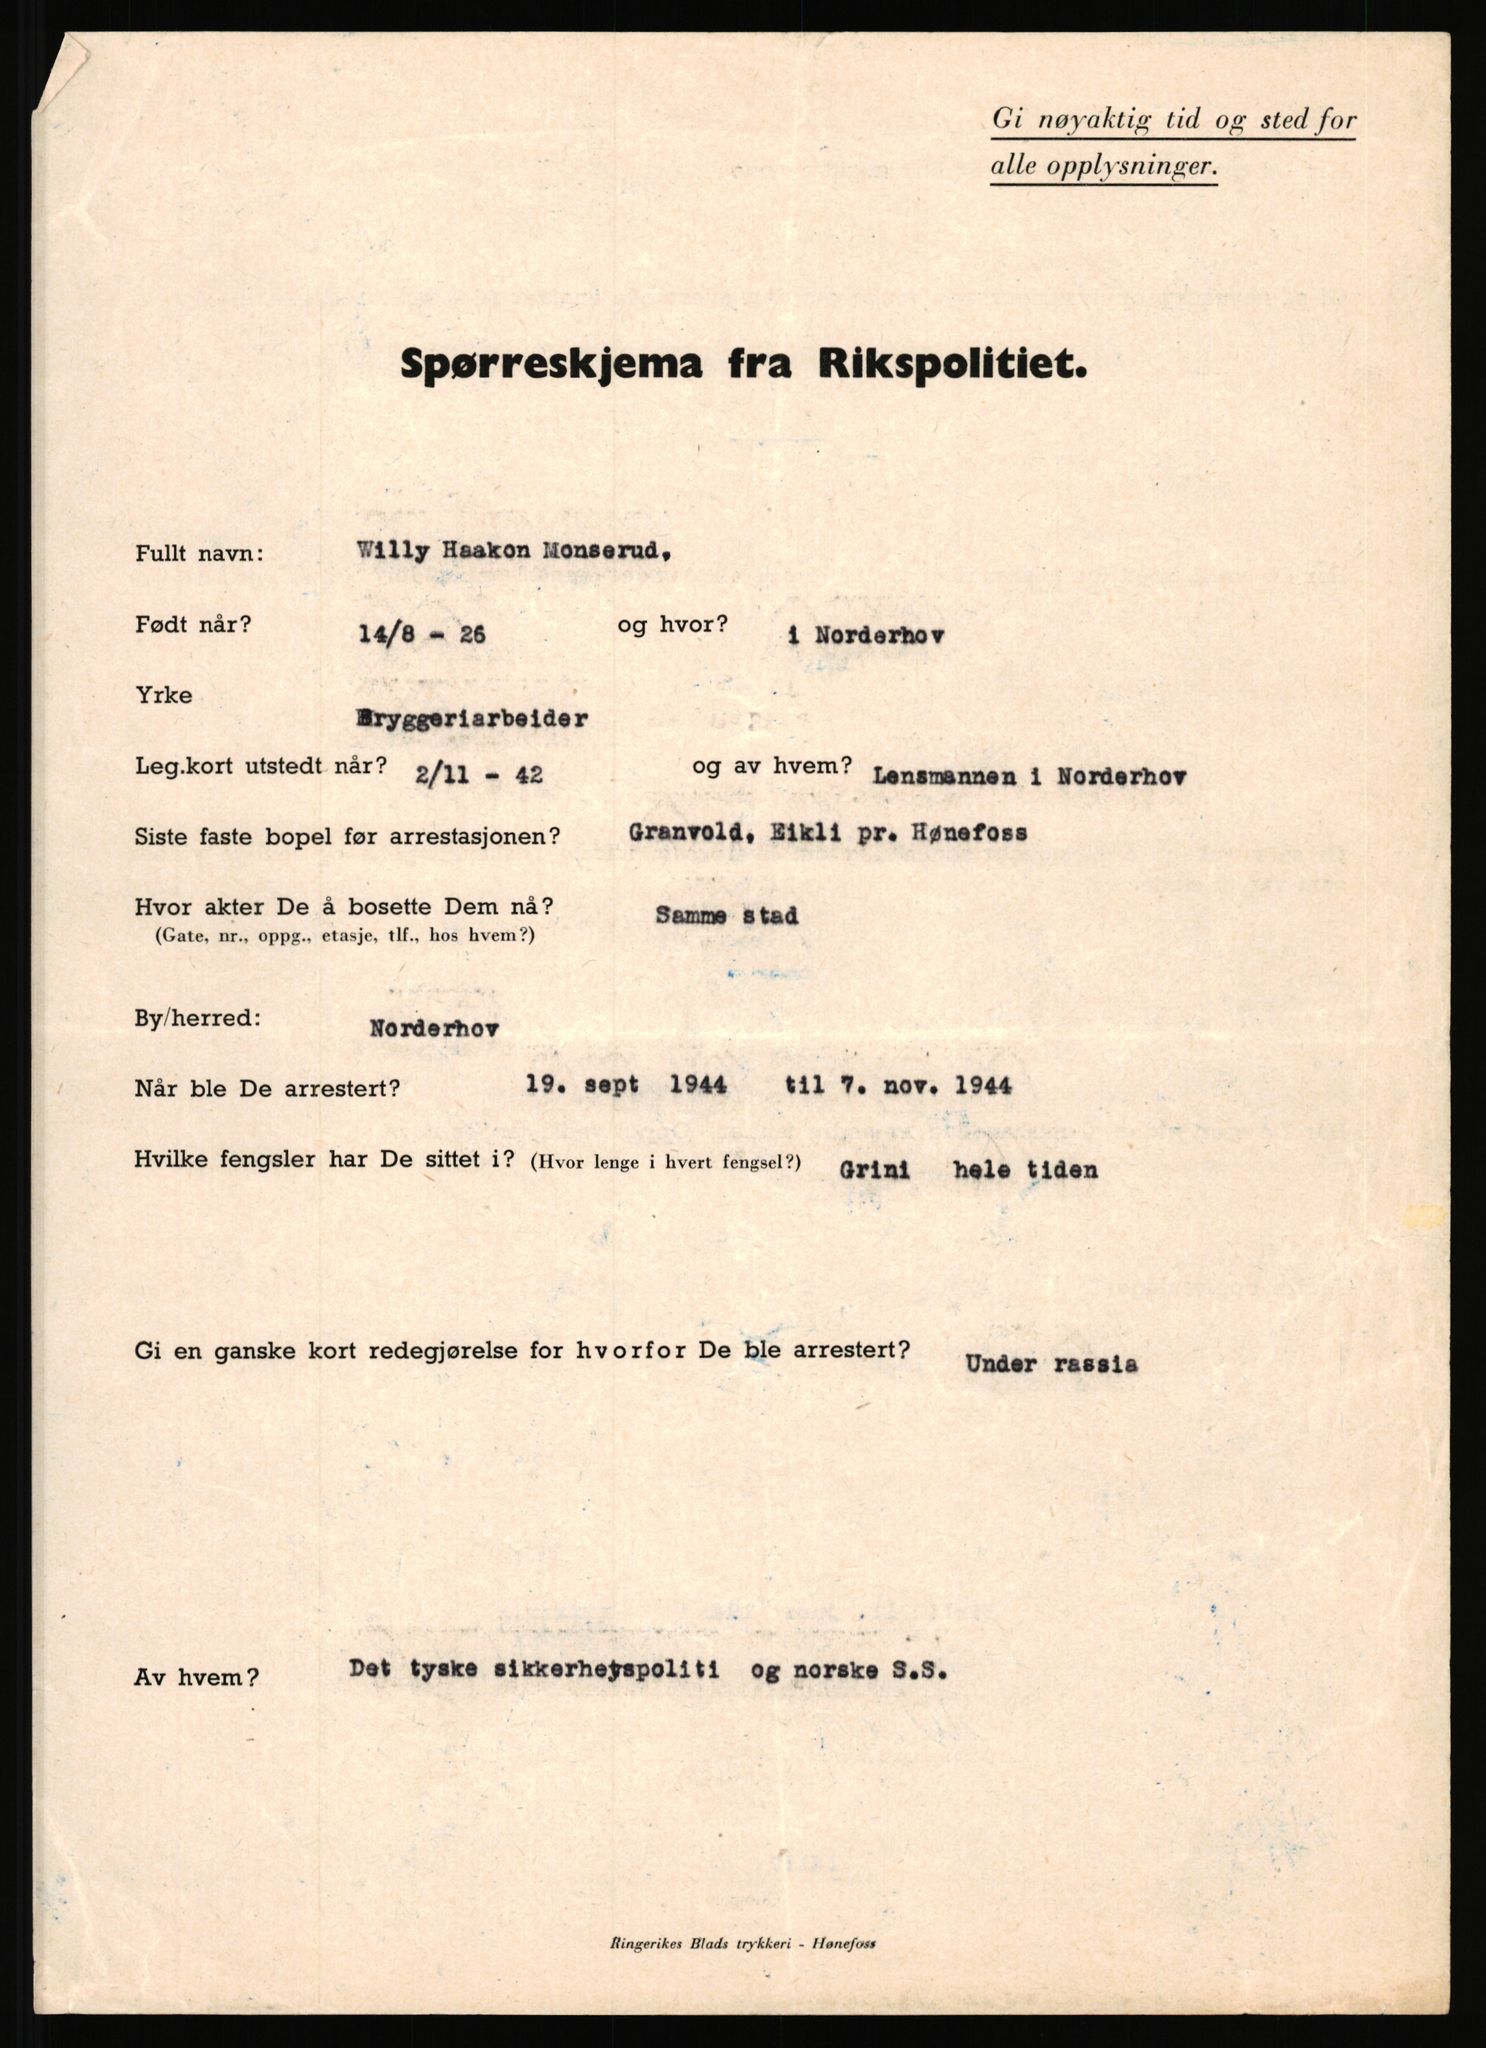 Gi nøyaktig tid og sted for
alle opplysninger.
Spørreskjema fra Rikspolitiet.
Fullt navn: Willy Haakon Monserud,
Født når? 14/8 - 26 og hvor? i Norderhov
Yrke Bryggeriarbeider
Leg.kort utstedt når? 2/11 - 42 og av hvem? Lensmannen i Norderhov
Siste faste bopel før arrestasjonen? Granvold, Eikli pr. Hønefoss
Hvor akter De å bosette Dem nå? Samme stad
(Gate, nr., oppg., etasje, tlf., hos hvem?)
By/herred: Norderhov
Når ble De arrestert? 19. sept 1944 til 7. nov. 1944
Hvilke fengsler har De sittet i? (Hvor lenge i hvert fengsel?) Grini hele tiden
Gi en ganske kort redegjørelse for hvorfor De ble arrestert? Under rassia
Av hvem? Det tyske sikkerhetspoliti og norske S.S.
Ringerikes Blads trykkeri - Hønefoss